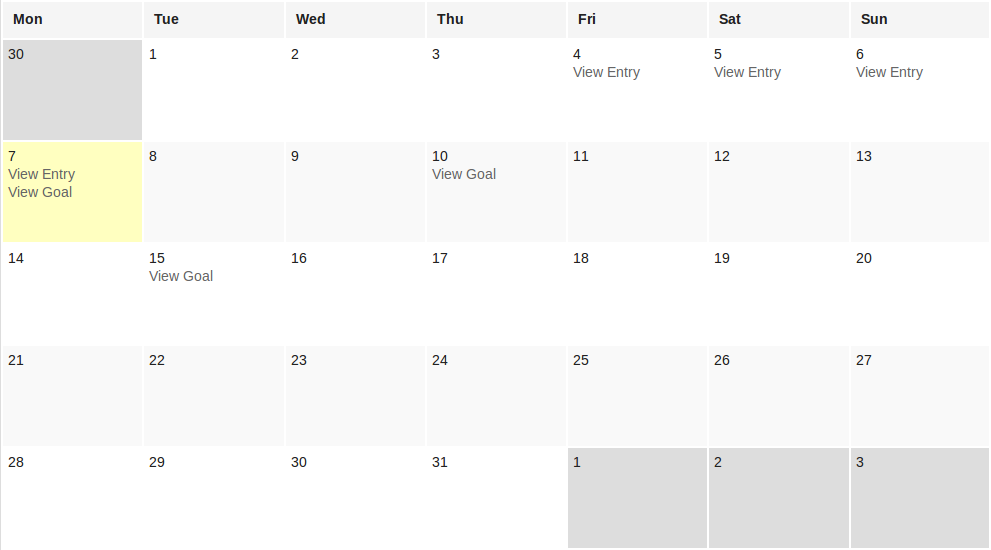 Mon Tue Wed Thu Fri Sat Sun
30 1 2 3 4 5 6
View Entry View Entry View Entry
7 8 9 10 11 12 13
View Entry View Goal
View Goal
14 15 16 17 18 19 20
View Goal
21 22 23 24 25 26 27
28 29 30 31 1 2 3